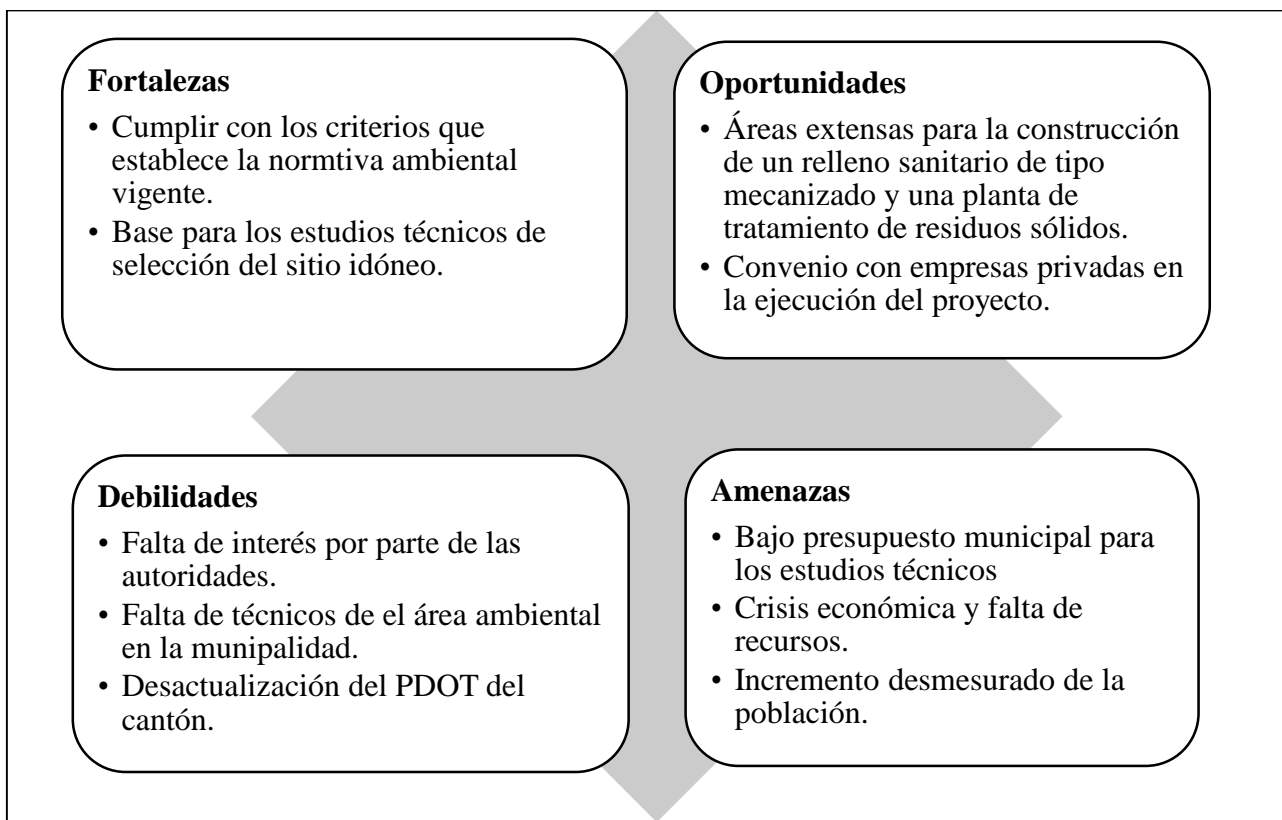 Fortalezas
• Cumplir con los criterios que
establece la normtiva ambiental
vigente.
• Base para los estudios técnicos de
selección del sitio idóneo.
Oportunidades
• Áreas extensas para la construcción
de un relleno sanitario de tipo
mecanizado y una planta de
tratamiento de residuos sólidos.
• Convenio con empresas privadas en
la ejecución del proyecto.
Debilidades
• Falta de interés por parte de las
autoridades.
• Falta de técnicos de el área ambiental
en la munipalidad.
• Desactualización del PDOT del
cantón.
Amenazas
• Bajo presupuesto municipal para
los estudios técnicos
• Crisis económica y falta de
recursos.
• Incremento desmesurado de la
población.